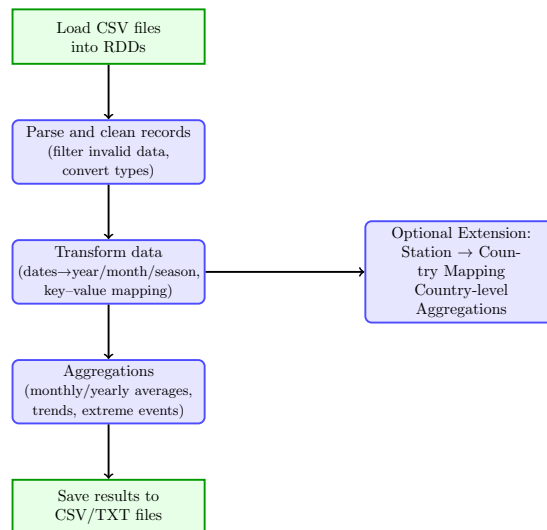 Load CSV files
into RDDs
Parse and clean records
(filter invalid data,
convert types)
Transform data
(dates→year/month/season,
key–value mapping)
Optional Extension:
Station → Coun-
try Mapping
Country-level
Aggregations
Aggregations
(monthly/yearly averages,
trends, extreme events)
Save results to
CSV/TXT files